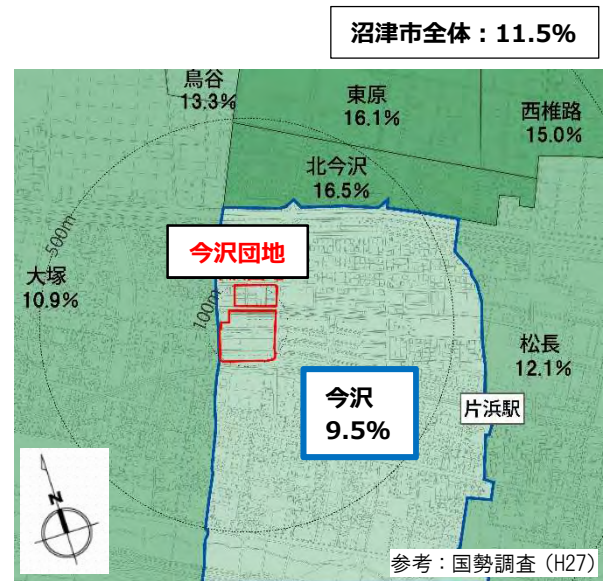 沼津市全体：11.5%
鳥谷
13.3%
東原
16.1%
西椎路
15.0%
北今沢
16.5%
500m
今沢団地
大塚
10.9%
100m
松長
12.1%
今沢
9.5%
片浜駅
N
参考：国勢調査（H27）